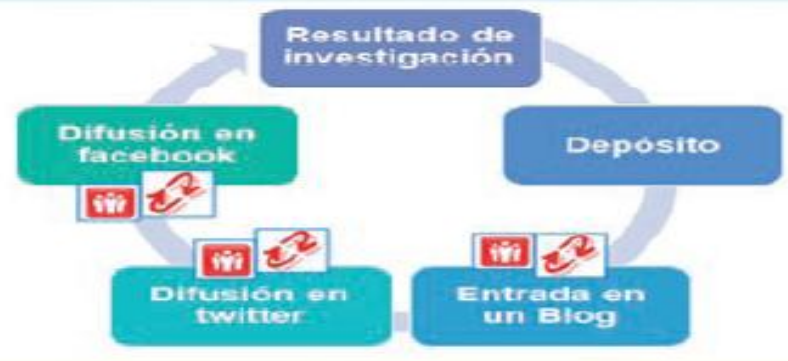 Resultado de
investigación
Depósito
Entrada en
un Blog
Difusión en
twitter
Difusión en
facebook